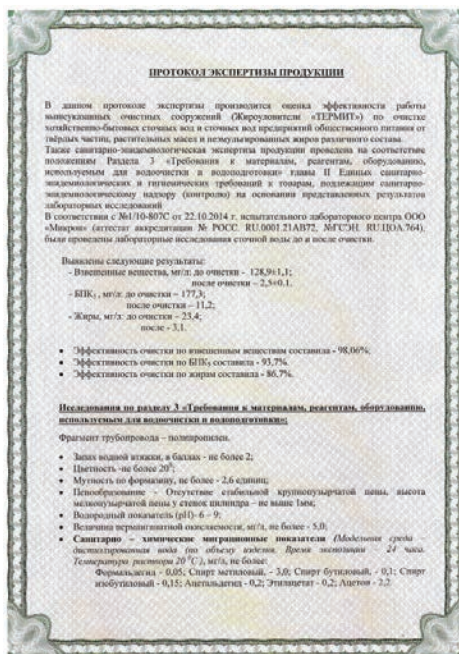 ПРОТОКОЛ ЭКСПЕРТИЗЫ ПРОДУКЦИИ
В данном протоколе экспертизы производится оценка эффективности работы
вышеуказанных очистных сооружений (Жироуловители «ТЕРМИТ») по очистке
хозяйственно-бытовых сточных вод и сточных вод предприятий общественного питания от
твёрдых частиц, растительных масел и неэмульгированных жиров различного состава.
Также санитарно-эпидемиологическая экспертиза продукции проведена на соответствие
положениям Раздела 3 «Требования к материалам, реагентам, оборудованию,
используемым для водоочистки и водоподготовки» главы II Единых санитарно-
эпидемиологических и гигиенических требований к товарам, подлежащим санитарно-
эпидемиологическому надзору (контролю) на основании представленных результатов
лабораторных исследований
В соответствии с №1/10-807С от 22.10.2014 г. испытательного лабораторного центра ООО
«Микрон» (аттестат аккредитации № РОСС. RU.0001.21АВ72, №ГСЭН. RU.ЦОА.764),
были проведены лабораторные исследования сточной воды до и после очистки.
Выявлены следующие результаты:
- Взвешенные вещества, мг/л: до очистки - 128,9±1,1;
после очистки – 2,5±0.1.
- БПК5 , мг/л: до очистки – 177,3;
после очистки – 11,2;
- Жиры, мг/л: до очистки – 23,4;
после - 3,1.
• Эффективность очистки по взвешенным веществам составила - 98,06%;
• Эффективность очистки по БПК5 составила - 93,7%.
• Эффективность очистки по жирам составила - 86,7%.
Исследования по разделу 3 «Требования к материалам, реагентам, оборудованию,
используемым для водоочистки и водоподготовки»:
Фрагмент трубопровода – полипропилен.
• Запах водной вытяжки, в баллах - не более 2;
• Цветность -не более 20⁰;
• Мутность по формазину, не более - 2,6 единиц;
• Пенообразование - Отсутствие стабильной крупнопузырчатой пены, высота
мелкопузырчатой пены у стенок цилиндра – не выше 1мм;
• Водородный показатель (рН)- 6 – 9;
• Величина перманганатной окисляемости, мг/л, не более - 5,0;
• Санитарно – химические миграционные показатели (Модельная среда -
дистиллированная вода (по объему изделия. Время экспозиции - 24 часа.
Температура раствора 20 ⁰С), мг/л, не более:
Формальдегид - 0,05; Спирт метиловый, - 3,0; Спирт бутиловый, - 0,1; Спирт
изобутиловый - 0,15; Ацетальдегид - 0,2; Этилацетат - 0,2; Ацетон - 2,2